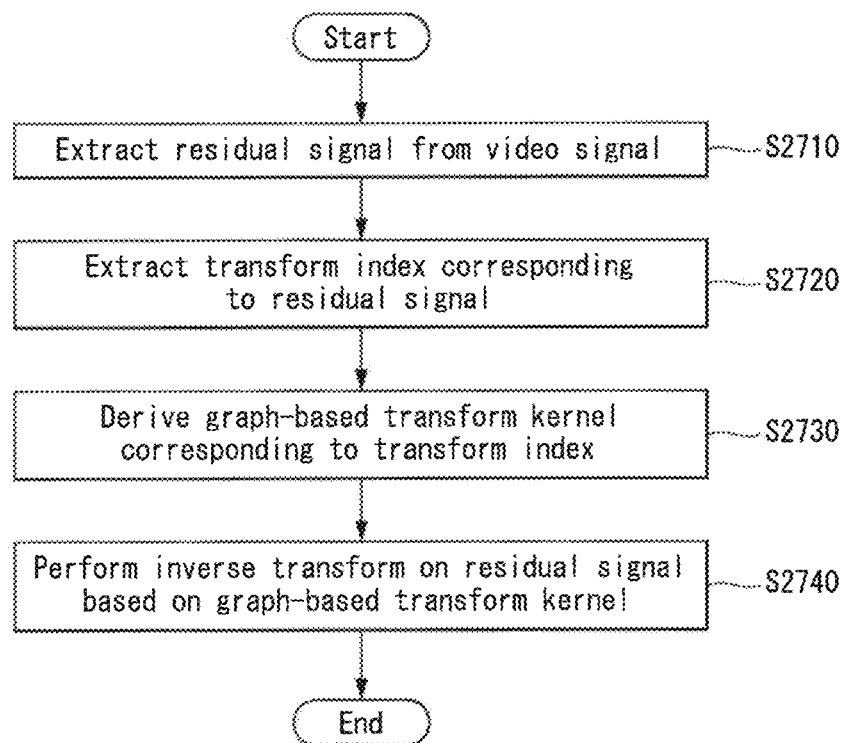 Start
Extract residual signal from video signal
S2710
Extract transform index corresponding
to residual signal
S2720
Derive graph-based transform kernel
corresponding to transform index
S2730
Perform inverse transform on residual signal
based on graph-based transform kernel
S2740
End